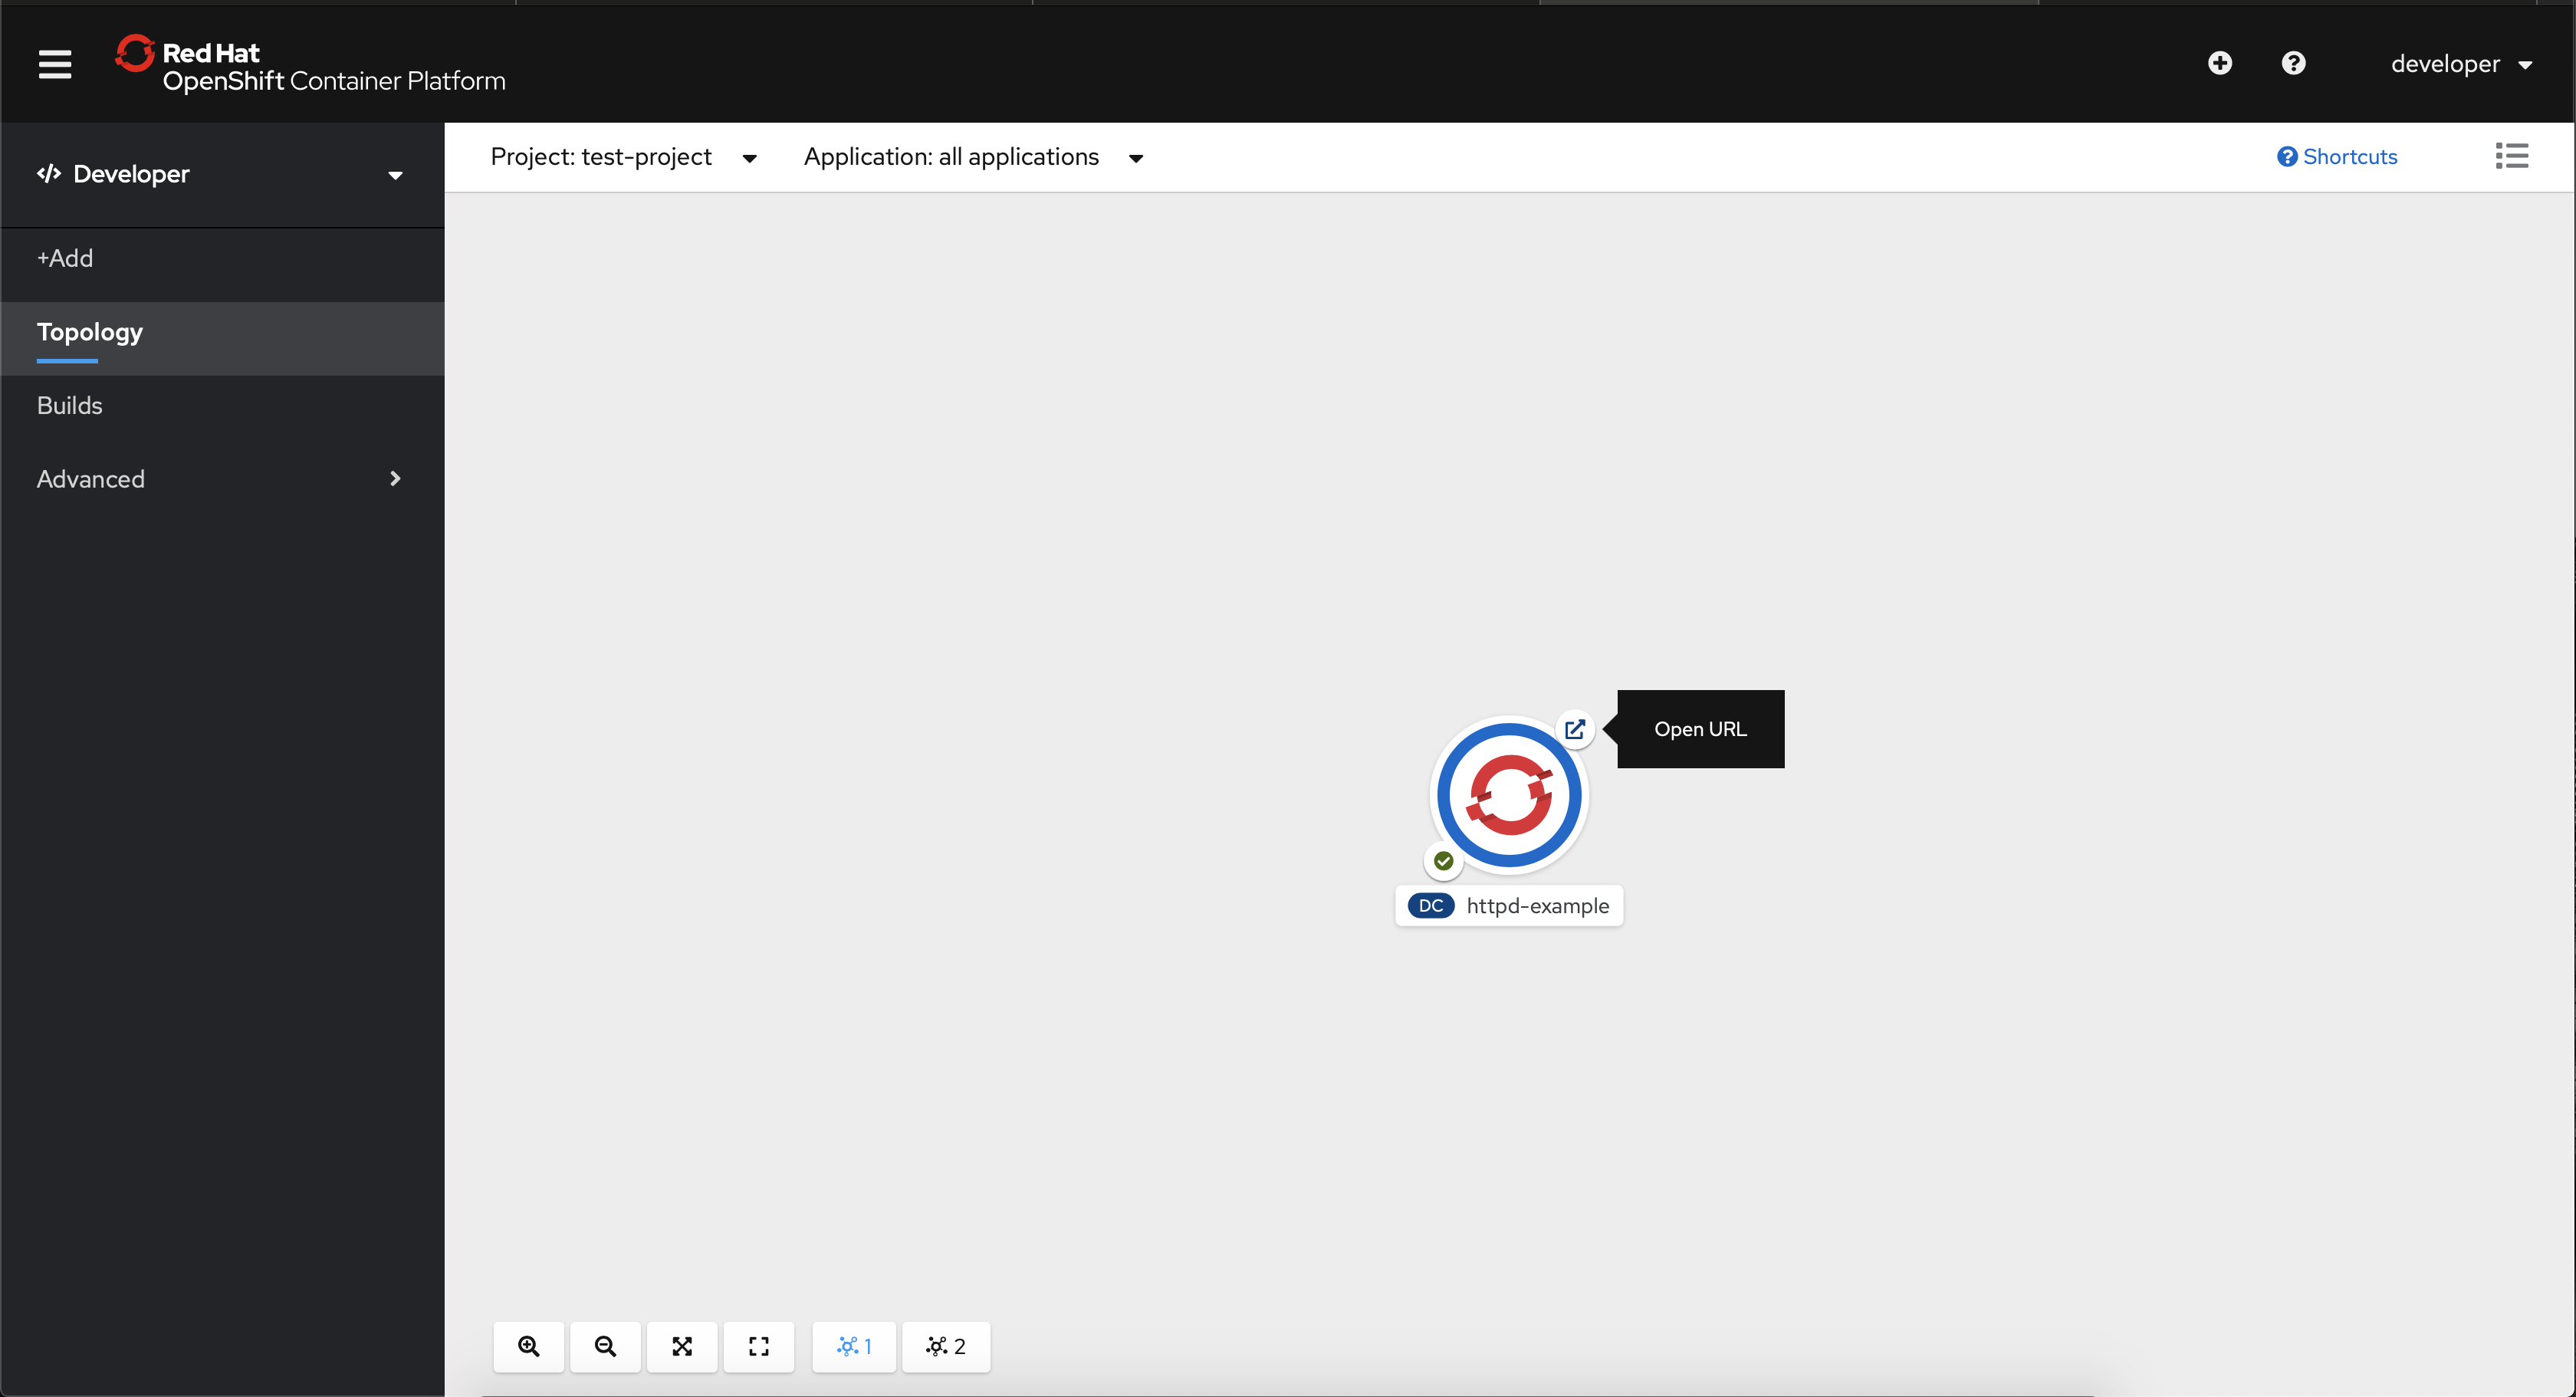 Red Hat
OpenShift Container Platform
developer
Developer
Project: test-project
Application: all applications
Shortcuts
+Add
Topology
Builds
Advanced
Open URL
DC httpd-example
1
2